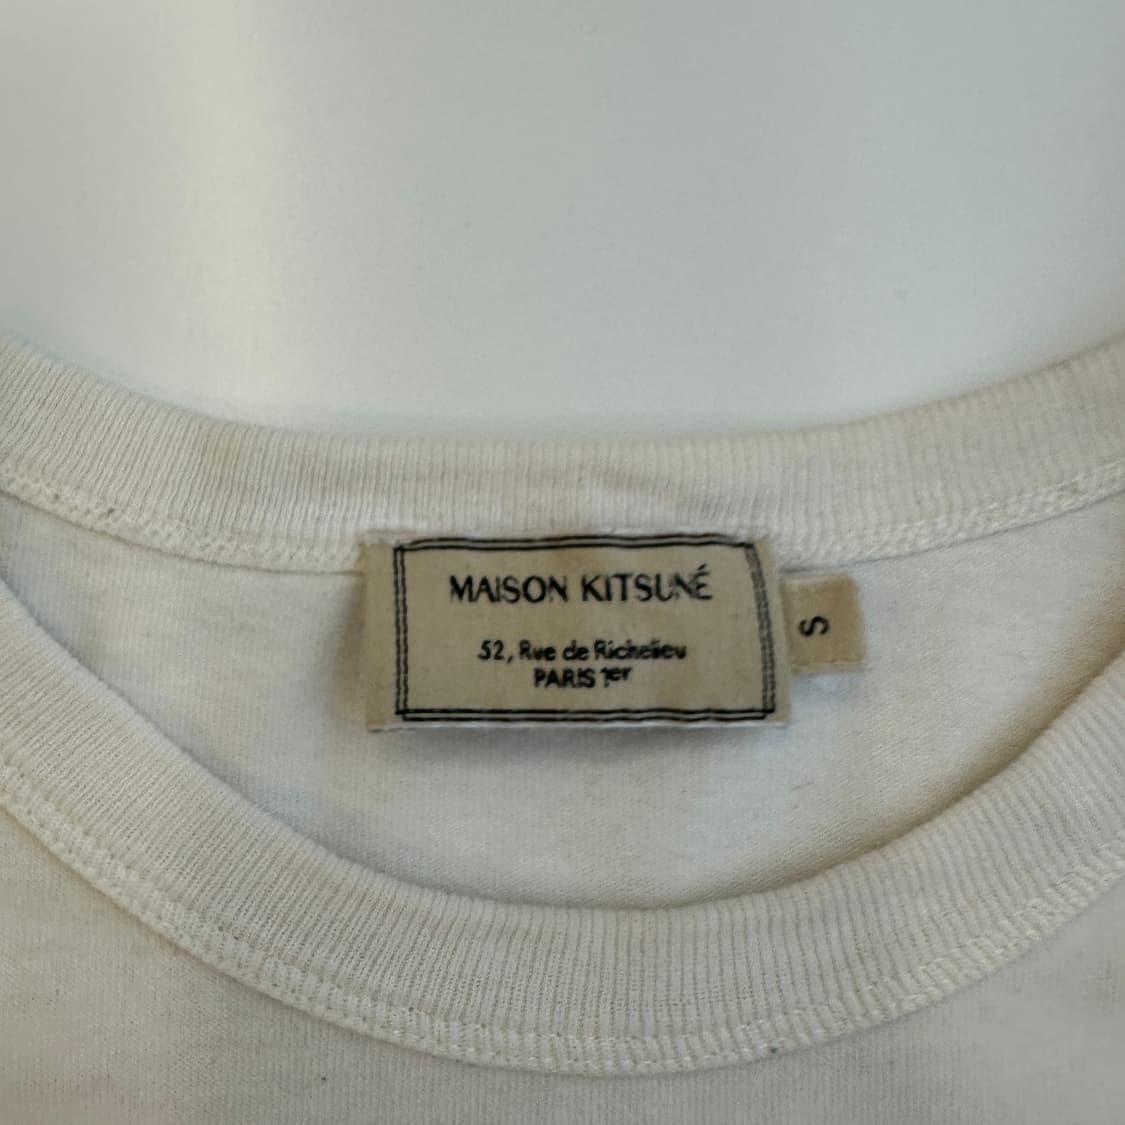 MAISON KITSUNÉ
52, Rue de Richelieu
PARIS 1er
S